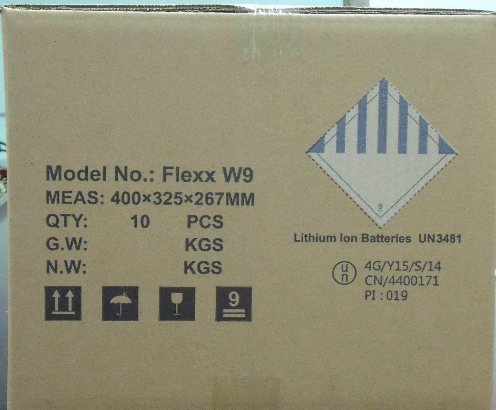 Model No.: Flexx W9
MEAS: 400×325×267MM
QTY: 10 PCS
G.W: KGS
N.W: KGS
9
9
Lithium Ion Batteries UN3481
un
4G/Y15/S/14
CN/4400171
PI : 019